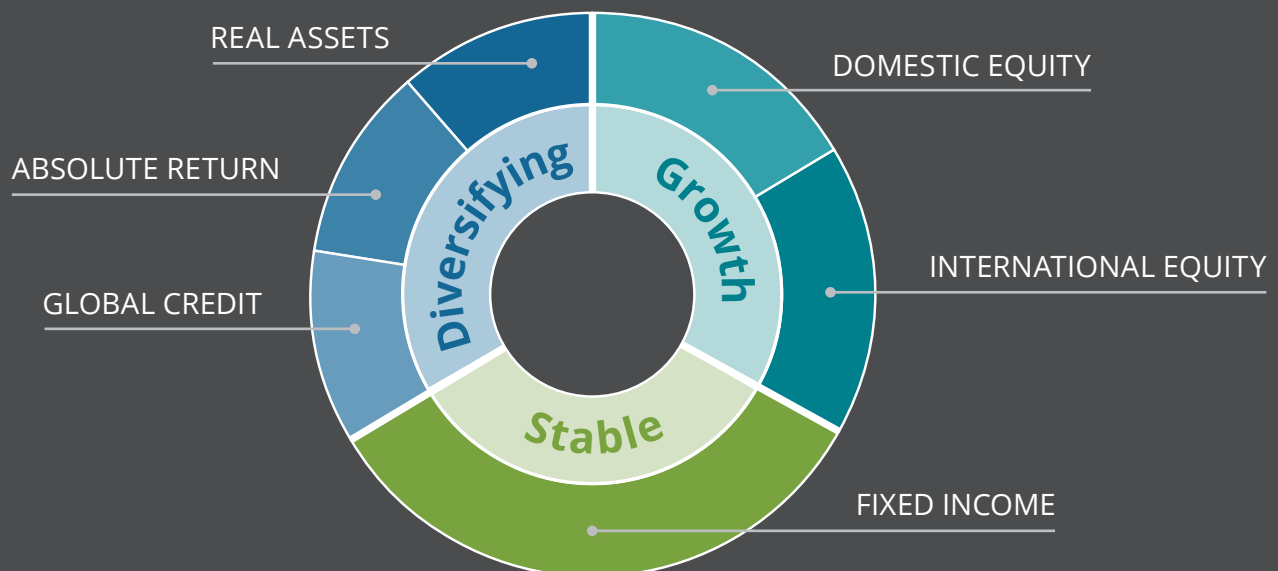 REAL ASSETS
DOMESTIC EQUITY
ABSOLUTE RETURN
Diversifying
Growth
INTERNATIONAL EQUITY
GLOBAL CREDIT
Stable
FIXED INCOME